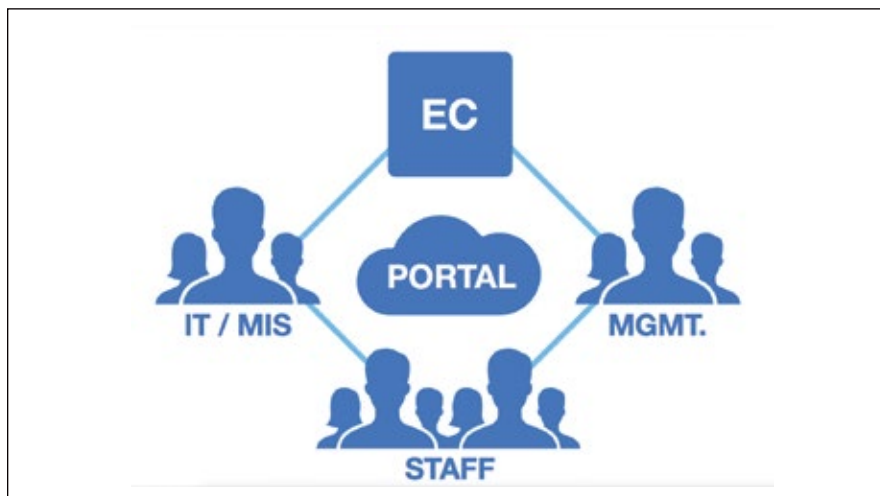 EC
PORTAL
IT / MIS
MGMT.
STAFF